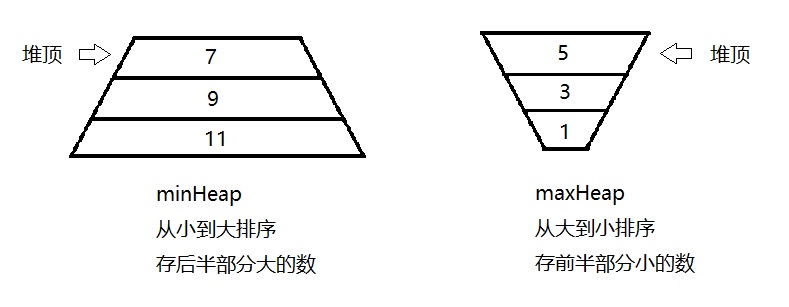 堆顶
7
9
11
minHeap
从小到大排序
存后半部分大的数
5
3
1
堆顶
maxHeap
从大到小排序
存前半部分小的数